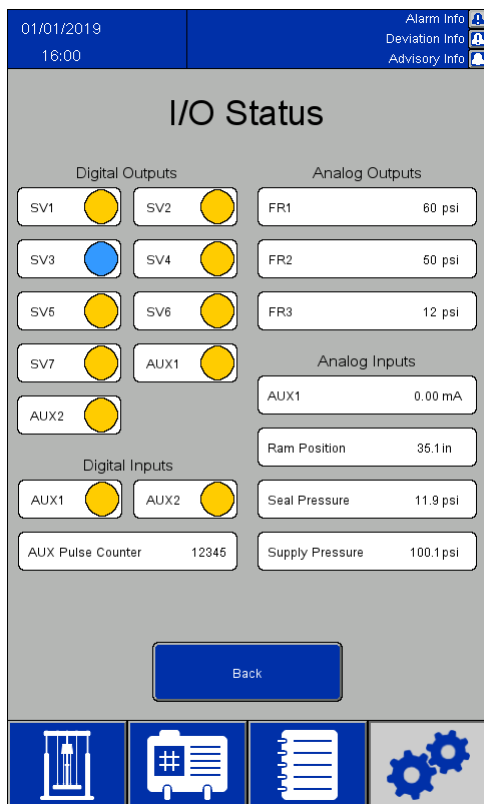 01/01/2019
16:00
Alarm Info
Deviation Info
Advisory Info
I/O Status
Digital Outputs
SV1
SV2
SV3
SV4
SV5
SV6
SV7
AUX1
AUX2
Digital Inputs
AUX1
AUX2
AUX Pulse Counter 12345
Analog Outputs
FR1 60 psi
FR2 50 psi
FR3 12 psi
Analog Inputs
AUX1 0.00 mA
Ram Position 35.1 in
Seal Pressure 11.9 psi
Supply Pressure 100.1 psi
Back
#